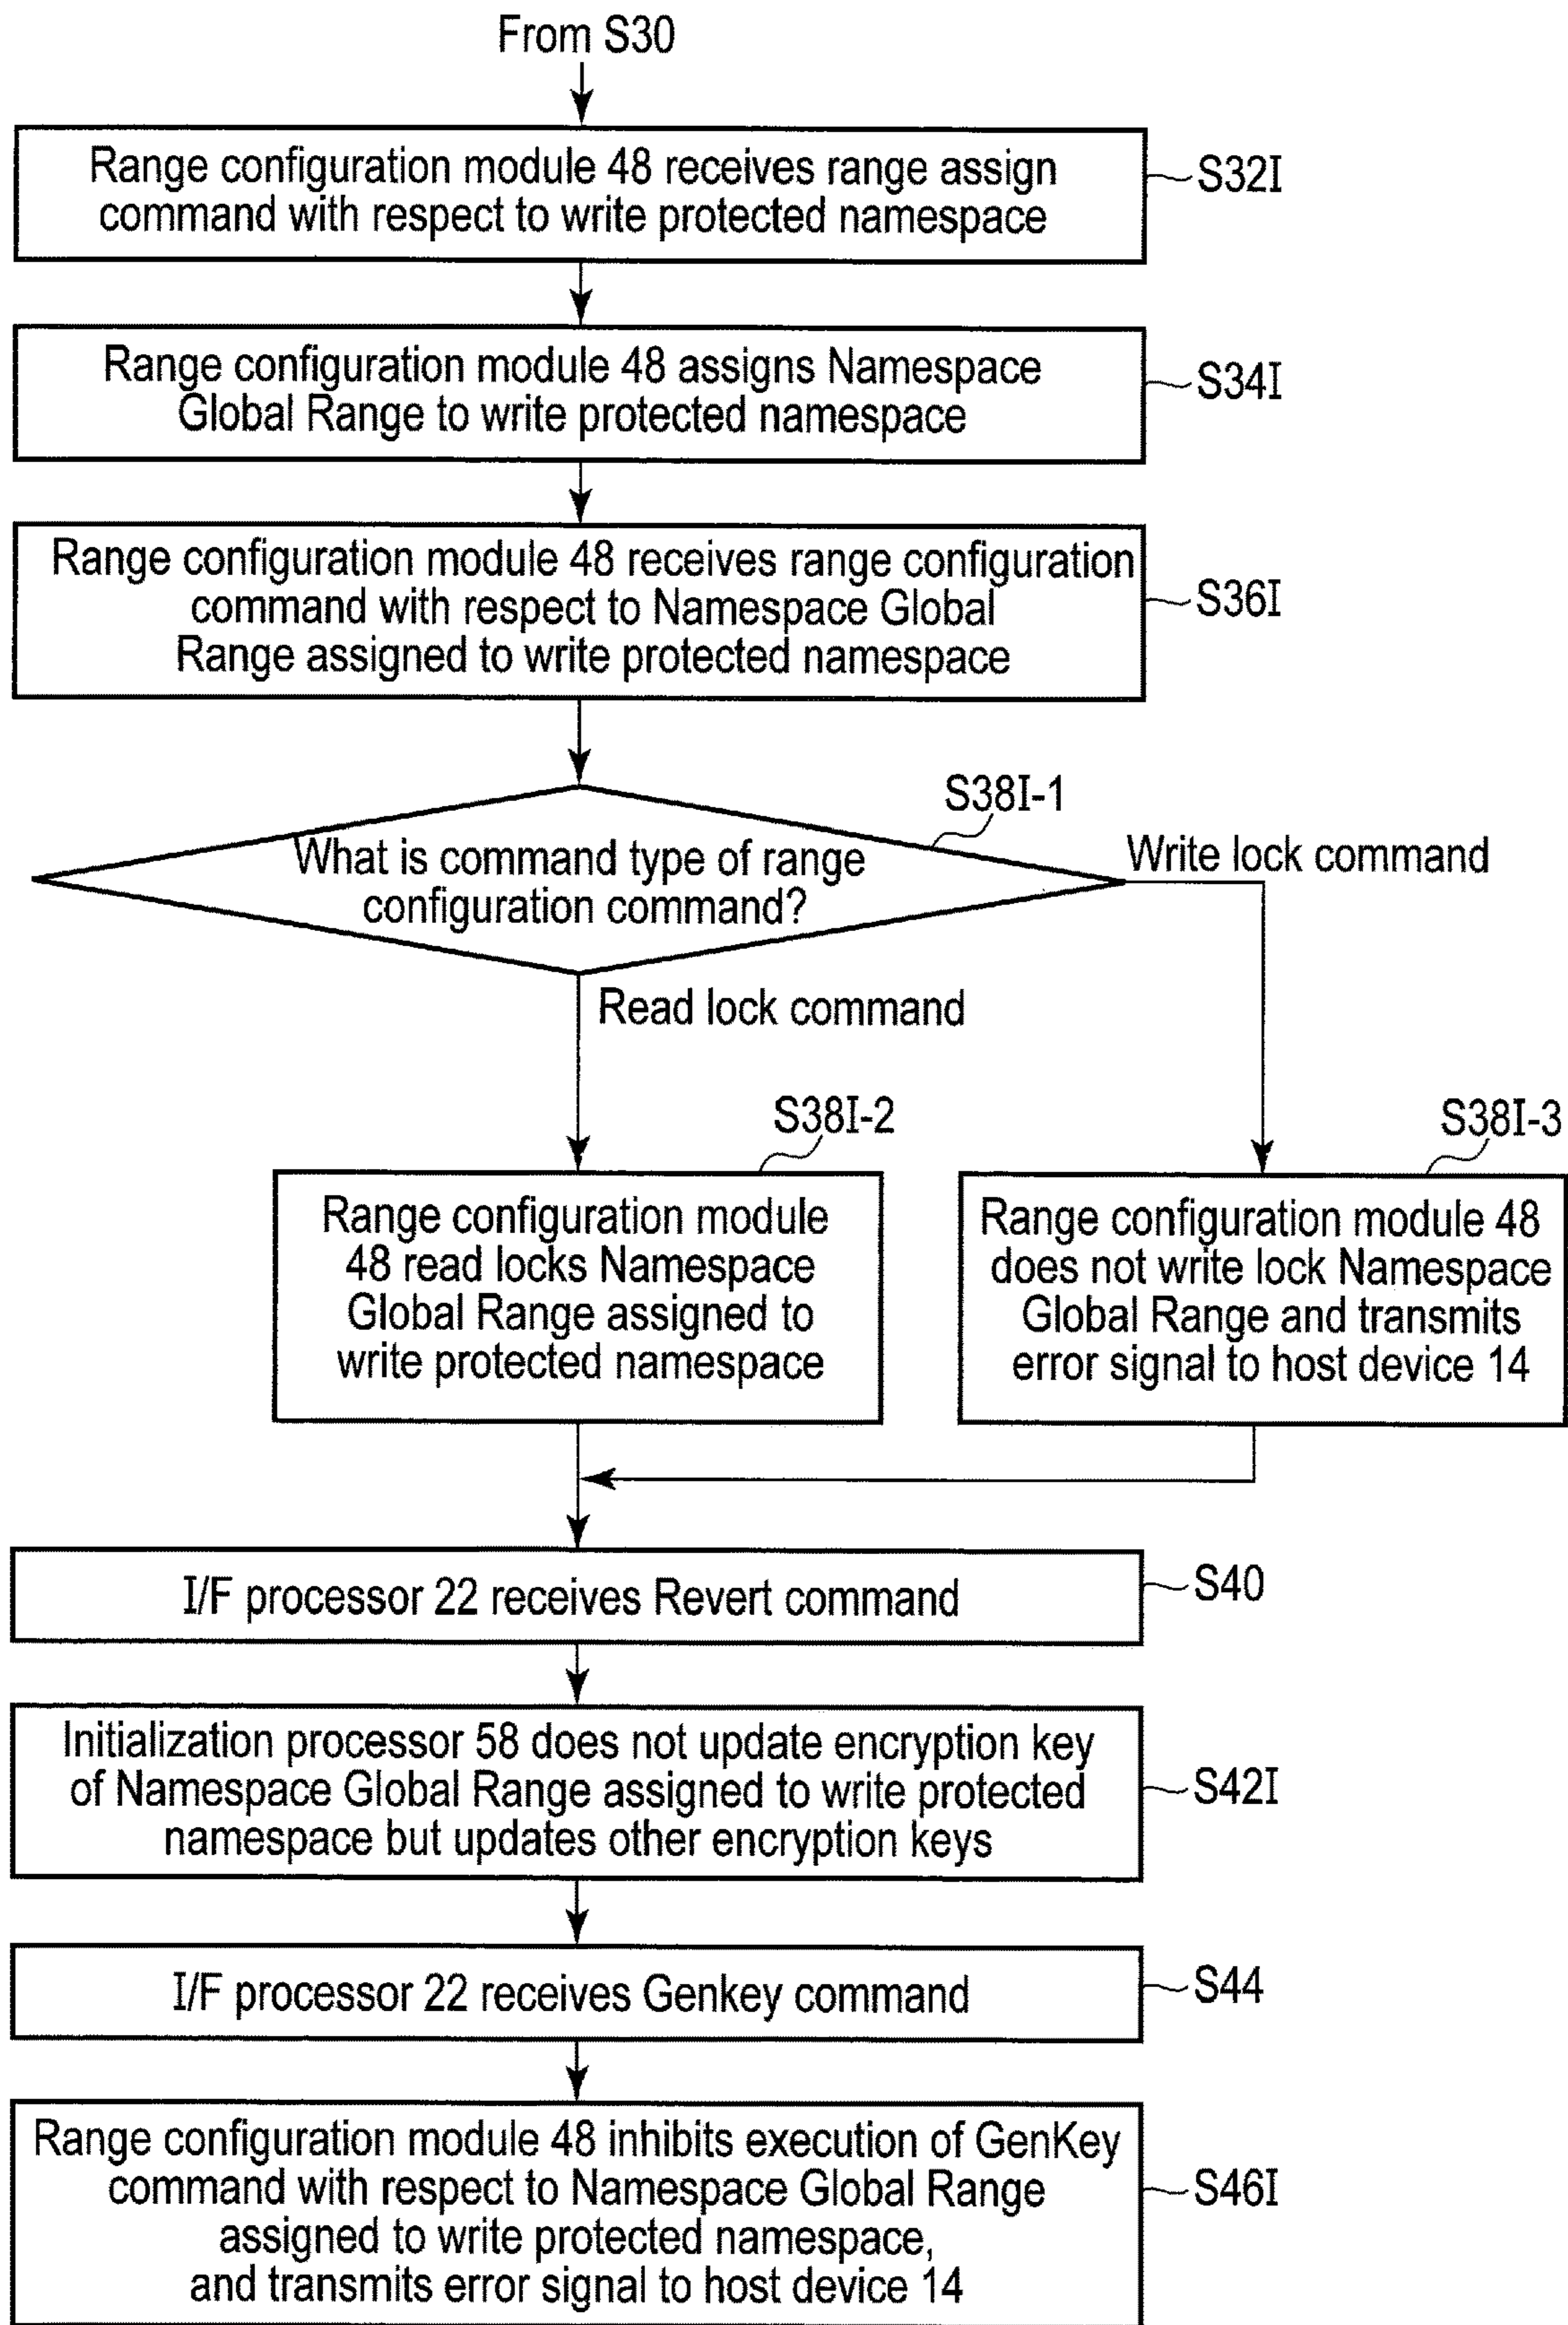 From S30
Range configuration module 48 receives range assign
command with respect to write protected namespace
S32I
Range configuration module 48 assigns Namespace
Global Range to write protected namespace
S34I
Range configuration module 48 receives range configuration
command with respect to Namespace Global
Range assigned to write protected namespace
S36I
S38I-1
What is command type of range
configuration command?
Write lock command
Read lock command
S38I-2
Range configuration module
48 read locks Namespace
Global Range assigned to
write protected namespace
S38I-3
Range configuration module 48
does not write lock Namespace
Global Range and transmits
error signal to host device 14
I/F processor 22 receives Revert command
S40
Initialization processor 58 does not update encryption key
of Namespace Global Range assigned to write protected
namespace but updates other encryption keys
S42I
I/F processor 22 receives Genkey command
S44
Range configuration module 48 inhibits execution of GenKey
command with respect to Namespace Global Range
assigned to write protected namespace,
and transmits error signal to host device 14
S46I